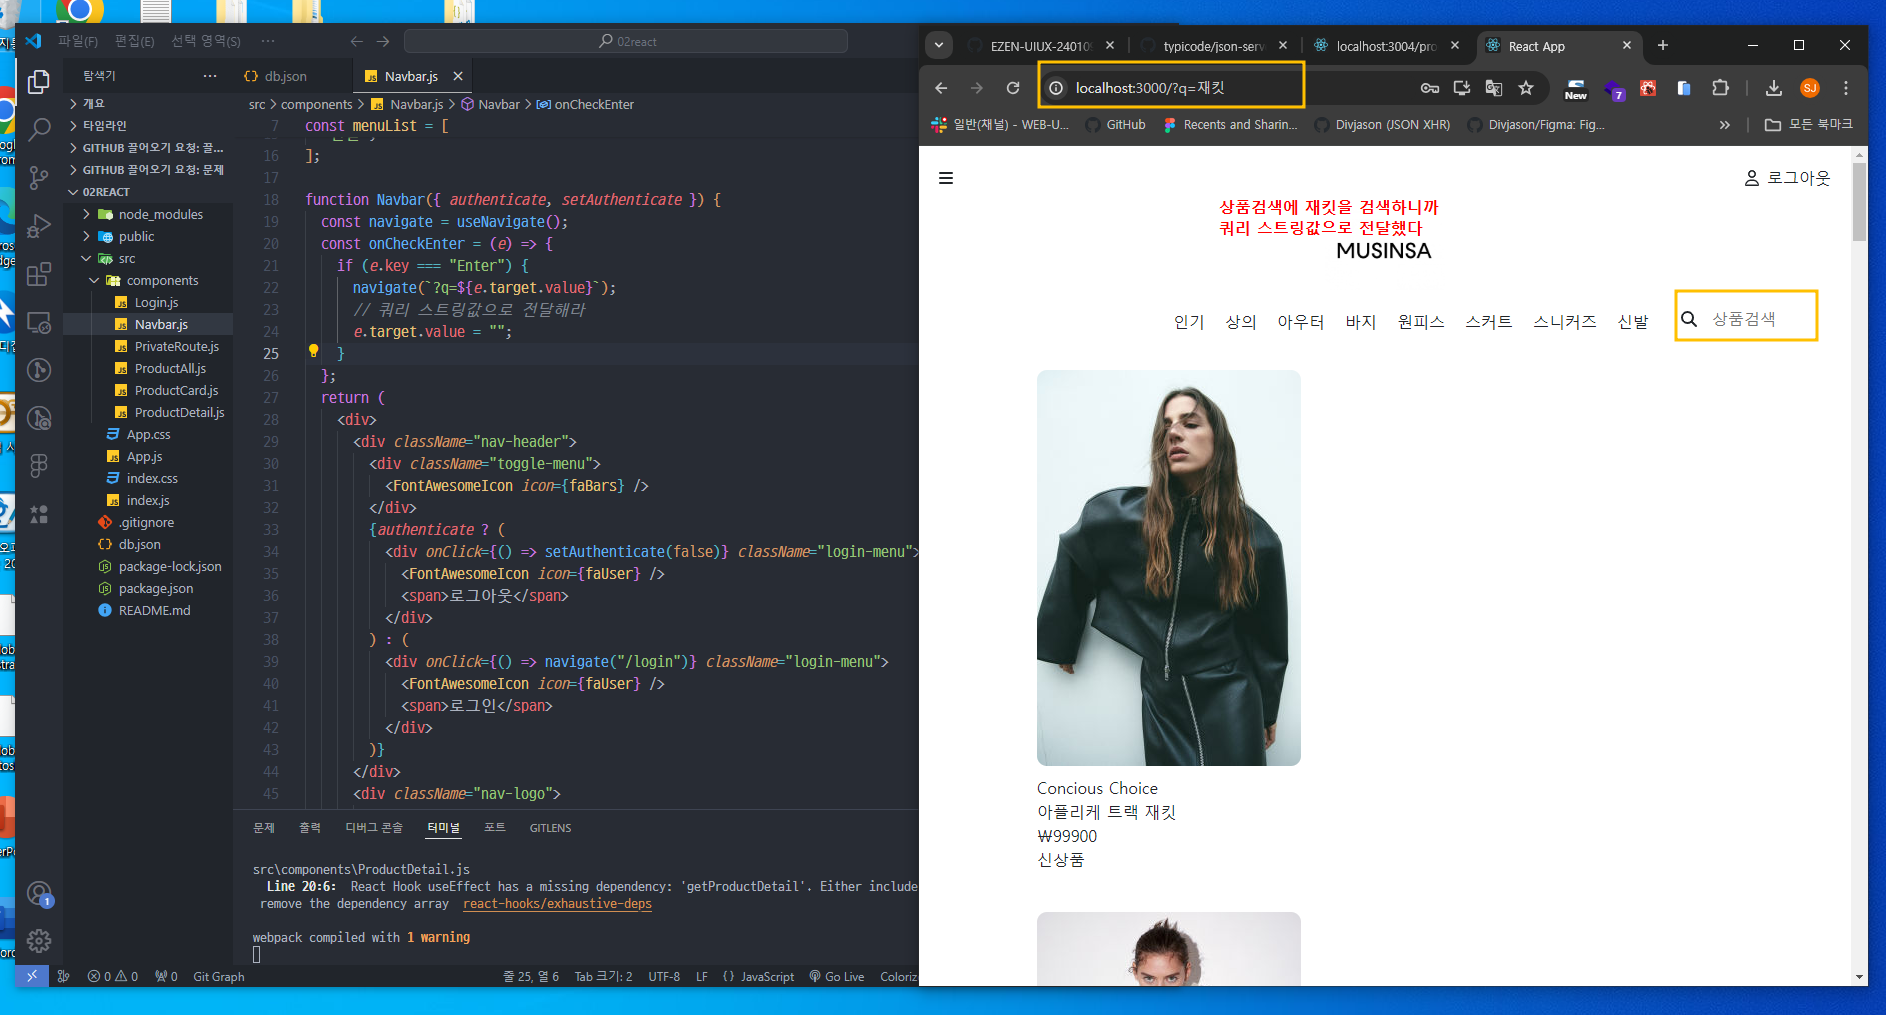 파일(F) 편집(E) 선택 영역(S) ···
02react
탐색기 ···
개요
타임라인
GITHUB 끌어오기 요청: 끌...
GITHUB 끌어오기 요청: 문제
02REACT
node_modules
public
src
components
Login.js
Navbar.js
PrivateRoute.js
ProductAll.js
ProductCard.js
ProductDetail.js
App.css
App.js
index.css
index.js
.gitignore
db.json
package-lock.json
package.json
README.md
1
db.json
Navbar.js
src > components > Navbar.js > Navbar > onCheckEnter
7 const menuList = [
16 ];
17
18 function Navbar({ authenticate, setAuthenticate }) {
19 const navigate = useNavigate();
20 const onCheckEnter = (e) => {
21 if (e.key === "Enter") {
22 navigate(`?q=${e.target.value}`);
23 // 쿼리 스트링값으로 전달해라
24 e.target.value = "";
25 }
26 };
27 return (
28 <div>
29 <div className="nav-header">
30 <div className="toggle-menu">
31 <FontAwesomeIcon icon={faBars} />
32 </div>
33 {authenticate ? (
34 <div onClick={() => setAuthenticate(false)} className="login-menu">
35 <FontAwesomeIcon icon={faUser} />
36 <span>로그아웃</span>
37 </div>
38 ) : (
39 <div onClick={() => navigate("/login")} className="login-menu">
40 <FontAwesomeIcon icon={faUser} />
41 <span>로그인</span>
42 </div>
43 )}
44 </div>
45 <div className="nav-logo">
문제 출력 디버그 콘솔 터미널 포트 GITLENS
src\components\ProductDetail.js
Line 20:6: React Hook useEffect has a missing dependency: 'getProductDetail'. Either include
remove the dependency array react-hooks/exhaustive-deps
webpack compiled with 1 warning
0 0 0 Git Graph 줄 25, 열 6 Tab 크기: 2 UTF-8 LF {} JavaScript Go Live Coloriz
EZEN-UIUX-24010
typicode/json-serv
localhost:3004/pro
React App
localhost:3000/?q=재킷
New
7
SJ
일반(채널) - WEB-U...
GitHub
Recents and Sharin...
Divjason (JSON XHR)
Divjason/Figma: Fig...
모든 북마크
로그아웃
상품검색에 재킷을 검색하니까
쿼리 스트링값으로 전달했다
MUSINSA
인기 상의 아우터 바지 원피스 스커트 스니커즈 신발 상품검색
Concious Choice
아플리케 트랙 재킷
₩99900
신상품